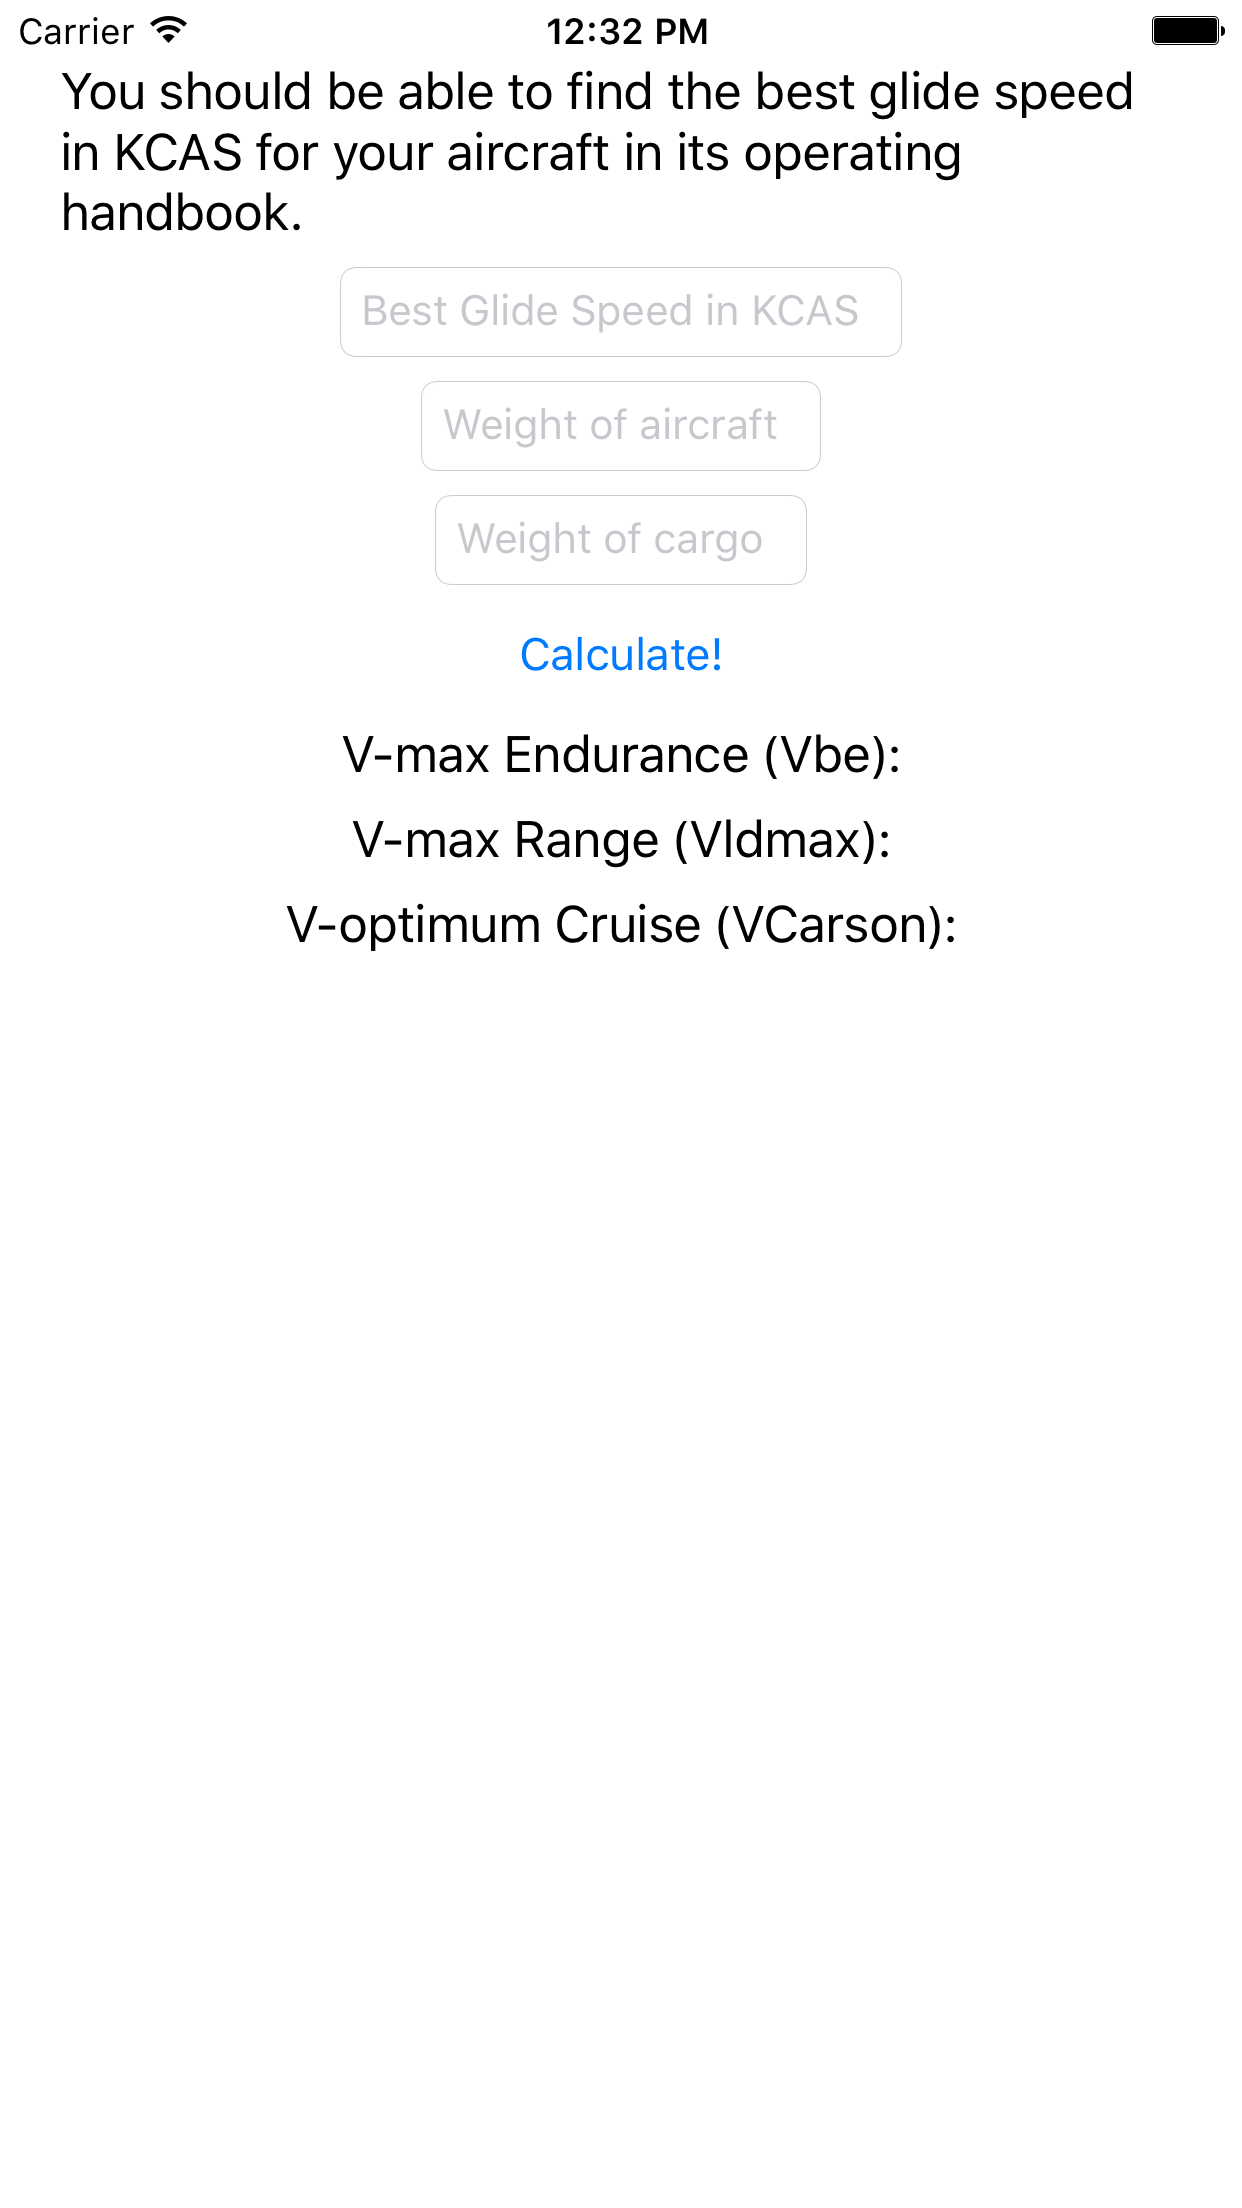 Carrier
12:32 PM
You should be able to find the best glide speed
in KCAS for your aircraft in its operating
handbook.
Best Glide Speed in KCAS
Weight of aircraft
Weight of cargo
Calculate!
V-max Endurance (Vbe):
V-max Range (Vldmax):
V-optimum Cruise (VCarson):